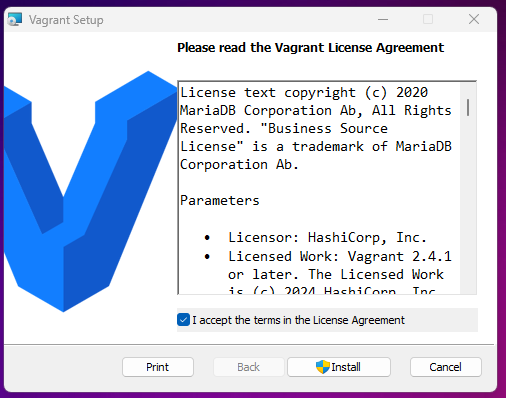 Vagrant Setup
Please read the Vagrant License Agreement
License text copyright (c) 2020
MariaDB Corporation Ab, All Rights
Reserved. "Business Source
License" is a trademark of MariaDB
Corporation Ab.
Parameters
• Licensor: HashiCorp, Inc.
• Licensed Work: Vagrant 2.4.1
or later. The Licensed Work
is (c) 2024 HashiCorp, Inc.
I accept the terms in the License Agreement
Print
Back
Install
Cancel